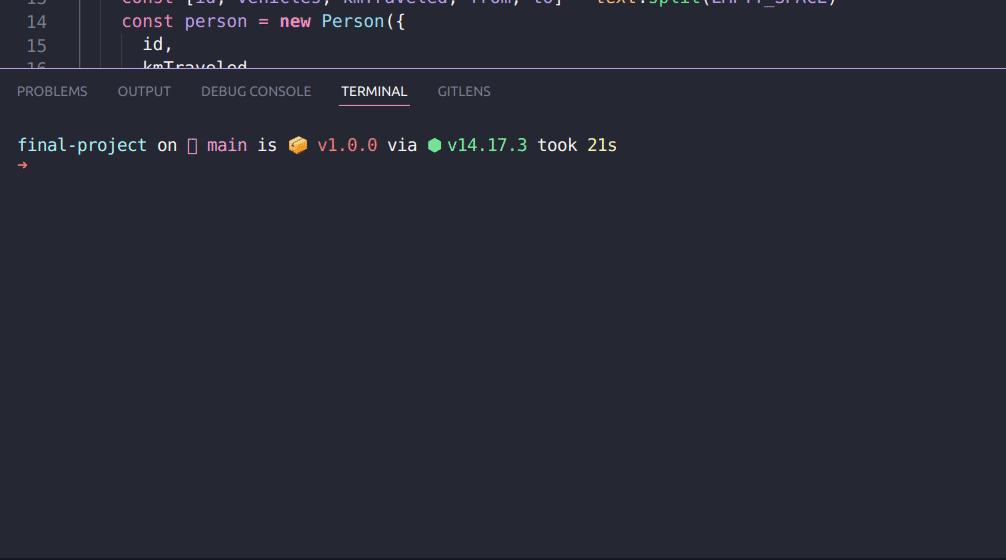 13 const [id, vehicles, kmTraveled, from, to] = text.split(EMPTY_SPACE)
14 const person = new Person({
15 id,
16 kmTraveled
PROBLEMS OUTPUT DEBUG CONSOLE TERMINAL GITLENS
final-project on main is 📦 v1.0.0 via ⬢ v14.17.3 took 21s
➜